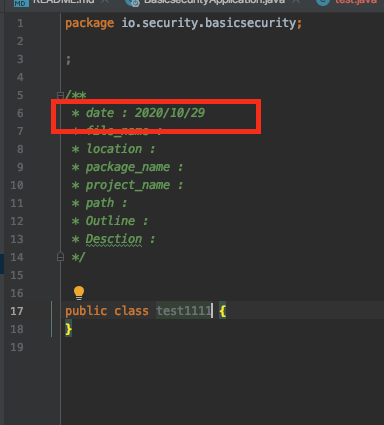 README.md BasicsecurityApplication.java test.java
1 package io.security.basicsecurity;
2
3 ;
4
5 /**
6 * date : 2020/10/29
7 * file_name :
8 * location :
9 * package_name :
10 * project_name :
11 * path :
12 * Outline :
13 * Desction :
14 */
15
16
17 public class test1111 {
18 }
19